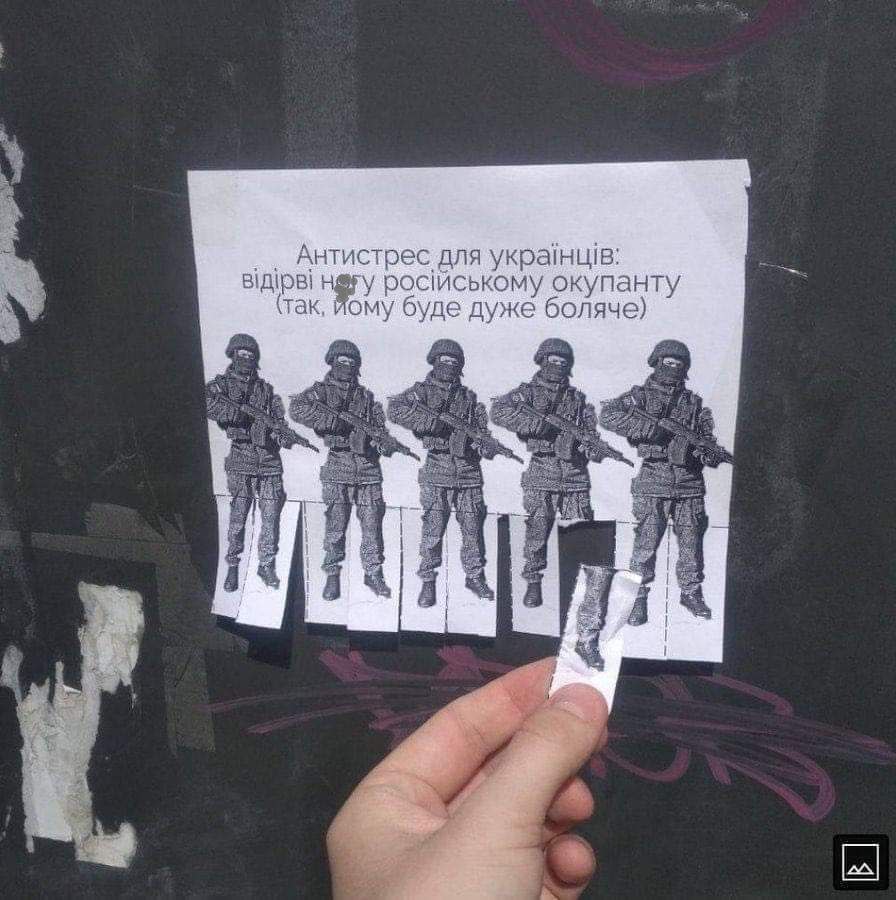 Антистрес для українців:
відірві ногу російському окупанту
(так, йому буде дуже боляче)